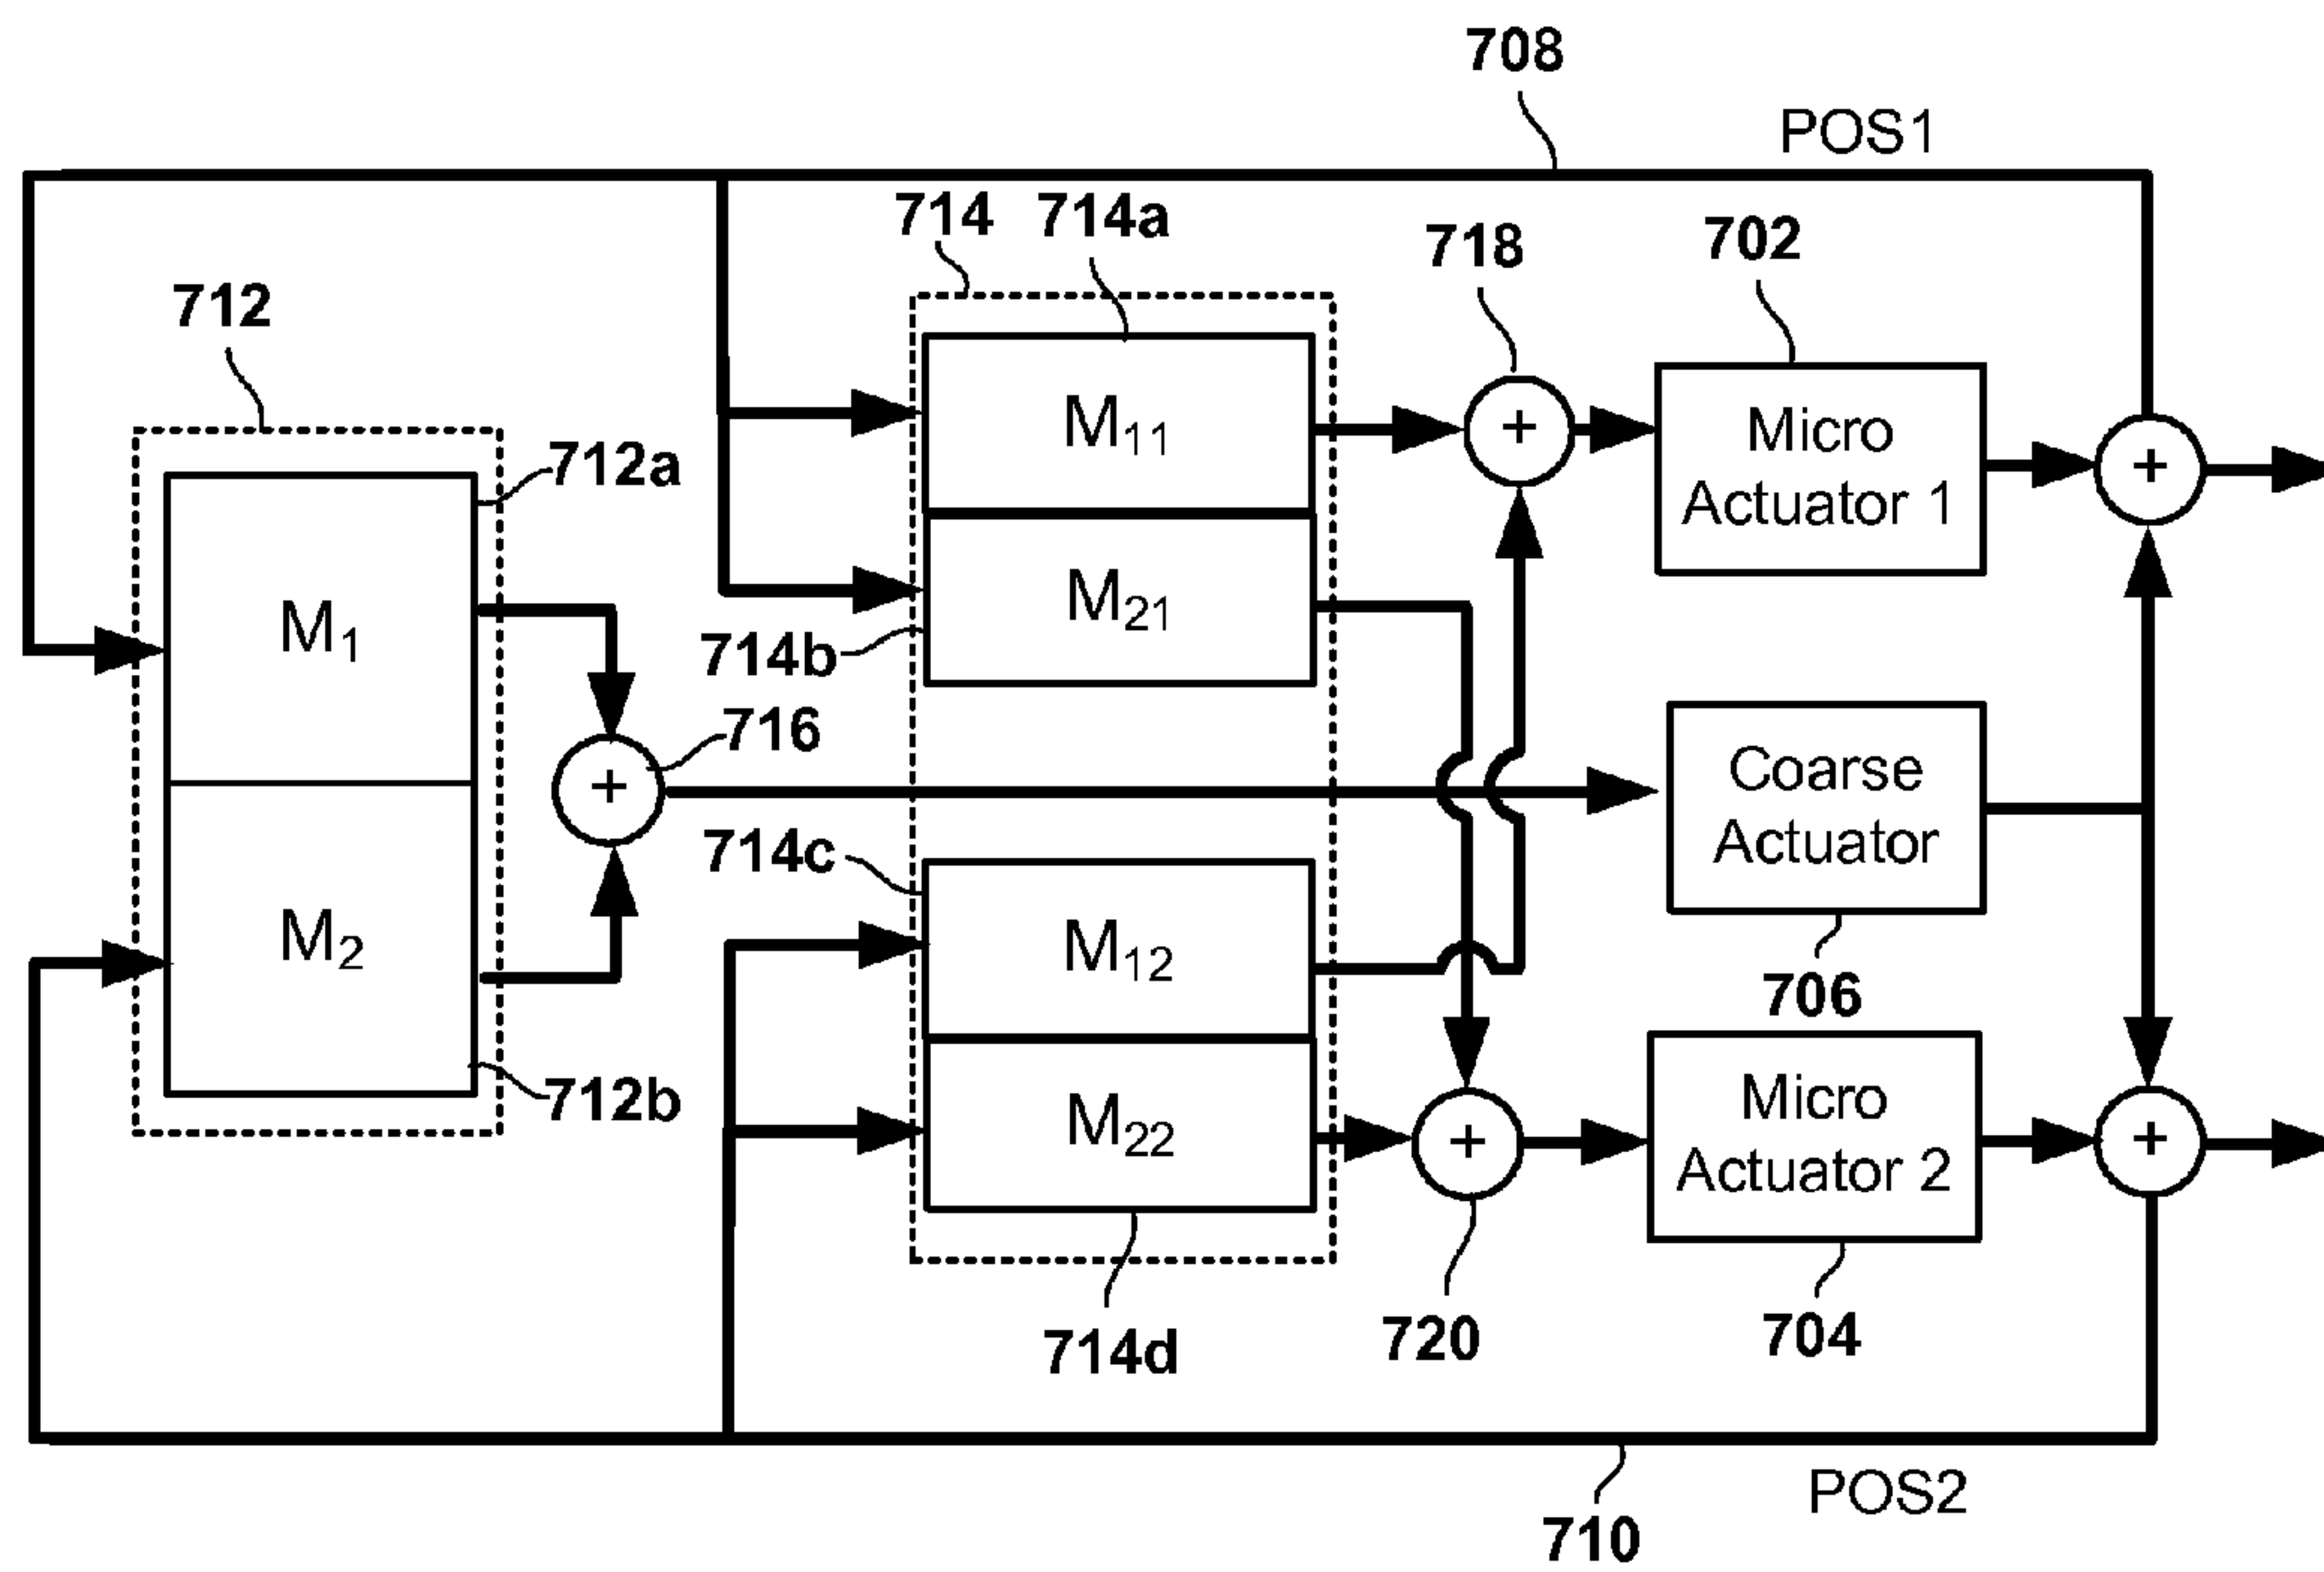 708
POS1
714
714a
718
702
712
M11
Micro
Actuator 1
+
+
712a
M1
M21
714b
716
+
Coarse
Actuator
714c
M2
M12
706
712b
M22
+
Micro
Actuator 2
+
714d
720
704
POS2
710